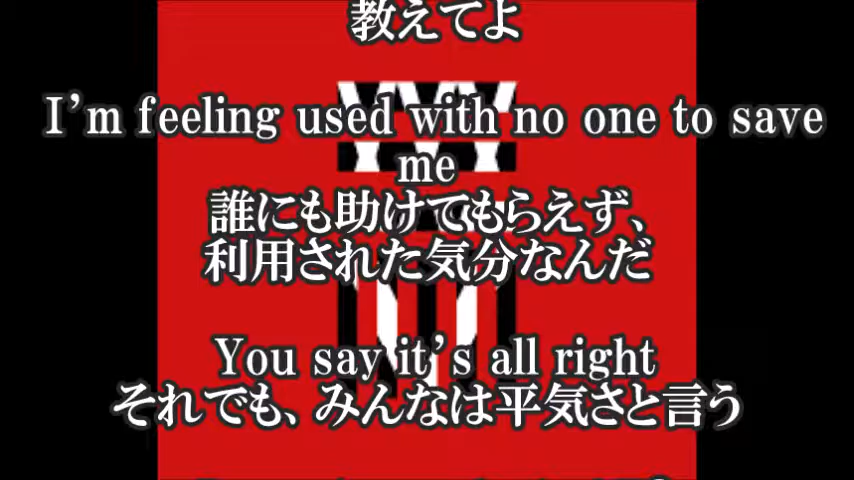 教えてよ
I’m feeling used with no one to save
me
誰にも助けてもらえず、
利用された気分なんだ
You say it’s all right
それでも、みんなは平気さと言う